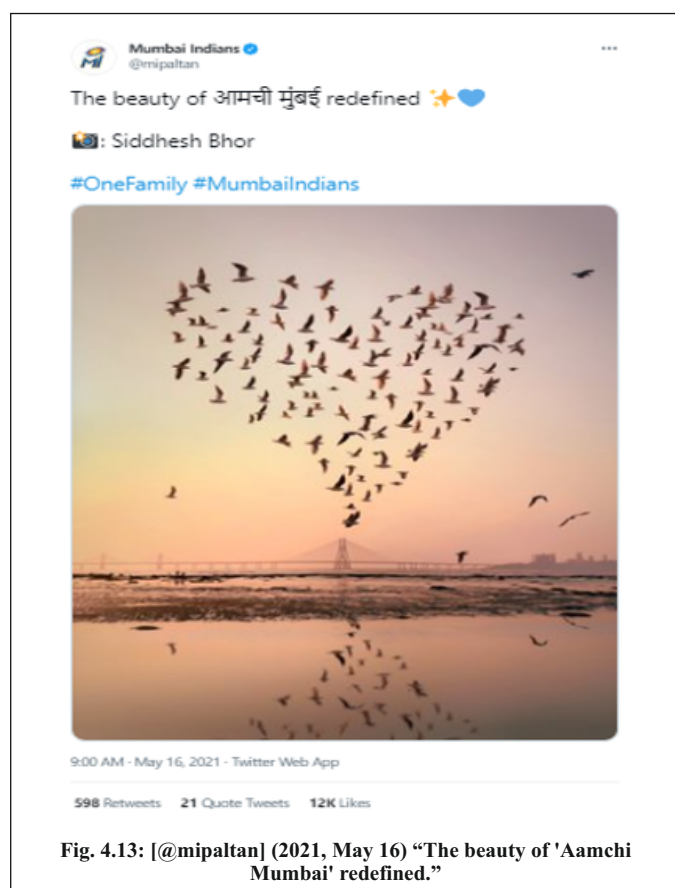 Mumbai Indians
@mipaltan
The beauty of आमची मुंबई redefined ✨💙
📸: Siddhesh Bhor
#OneFamily #MumbaiIndians
9:00 AM - May 16, 2021 - Twitter Web App
598 Retweets 21 Quote Tweets 12K Likes
Fig. 4.13: [@mipaltan] (2021, May 16) “The beauty of 'Aamchi
Mumbai' redefined.”